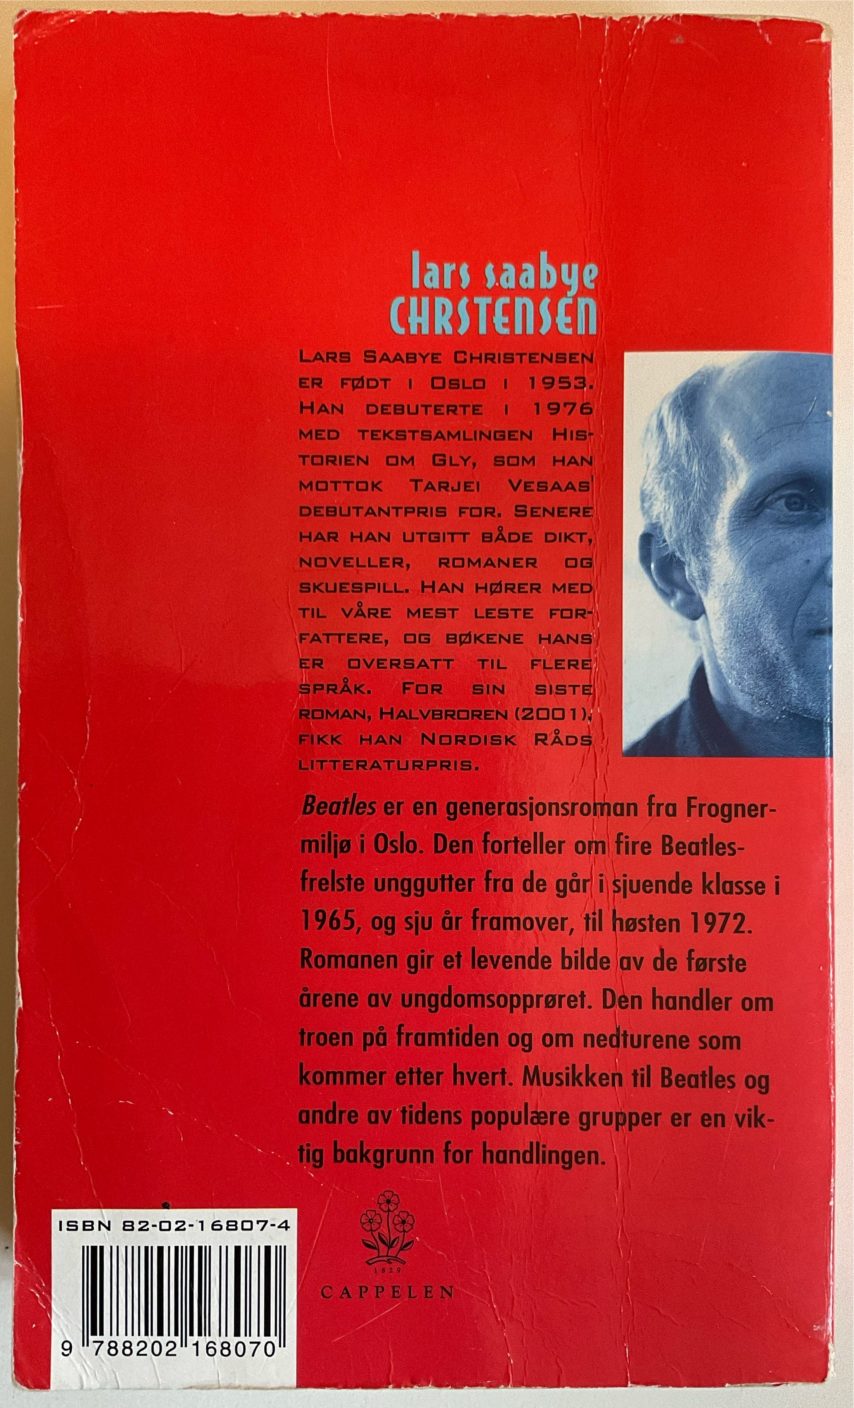 lars saabye
CHRSTENSEN
LARS SAABYE CHRISTENSEN
ER FØDT I OSLO I 1953.
HAN DEBUTERTE I 1976
MED TEKSTSAMLINGEN HIS-
TORIEN OM GLY, SOM HAN
MOTTOK TARJEI VESAAS'
DEBUTANTPRIS FOR. SENERE
HAR HAN UTGITT BÅDE DIKT,
NOVELLER, ROMANER OG
SKUESPILL. HAN HØRER MED
TIL VÅRE MEST LESTE FOR-
FATTERE, OG BØKENE HANS
ER OVERSATT TIL FLERE
SPRÅK. FOR SIN SISTE
ROMAN, HALVBROREN (2001),
FIKK HAN NORDISK RÅDS
LITTERATURPRIS.
Beatles er en generasjonsroman fra Frogner-
miljø i Oslo. Den forteller om fire Beatles-
frelste unggutter fra de går i sjuende klasse i
1965, og sju år framover, til høsten 1972.
Romanen gir et levende bilde av de første
årene av ungdomsopprøret. Den handler om
troen på framtiden og om nedturene som
kommer etter hvert. Musikken til Beatles og
andre av tidens populære grupper er en vik-
tig bakgrunn for handlingen.
ISBN 82-02-16807-4
9 788202 168070
1829
CAPPELEN